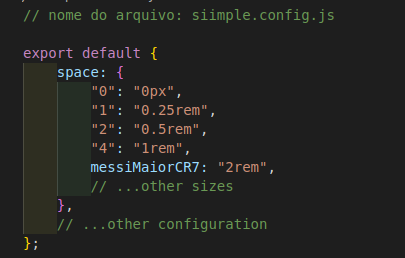 // nome do arquivo: siimple.config.js
export default {
space: {
"0": "0px",
"1": "0.25rem",
"2": "0.5rem",
"4": "1rem",
messiMaiorCR7: "2rem",
// ...other sizes
},
// ...other configuration
};